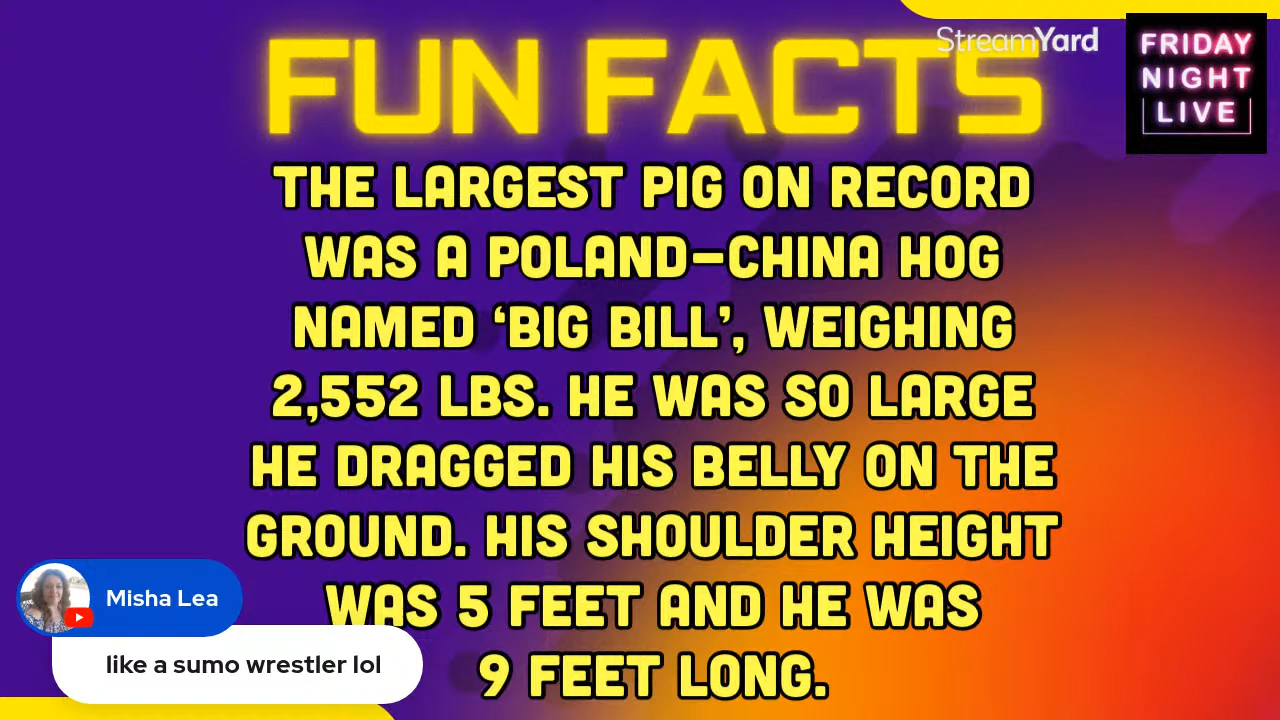 FUN FACTS
StreamYard
FRIDAY
NIGHT
LIVE
THE LARGEST PIG ON RECORD
WAS A POLAND–CHINA HOG
NAMED ‘BIG BILL’, WEIGHING
2,552 LBS. HE WAS SO LARGE
HE DRAGGED HIS BELLY ON THE
GROUND. HIS SHOULDER HEIGHT
WAS 5 FEET AND HE WAS
9 FEET LONG.
Misha Lea
like a sumo wrestler lol